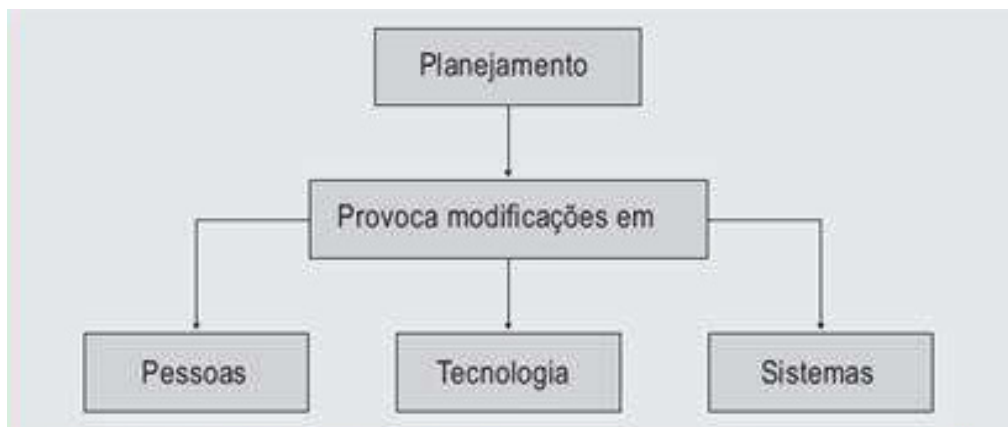 Planejamento
Provoca modificações em
Pessoas
Tecnologia
Sistemas